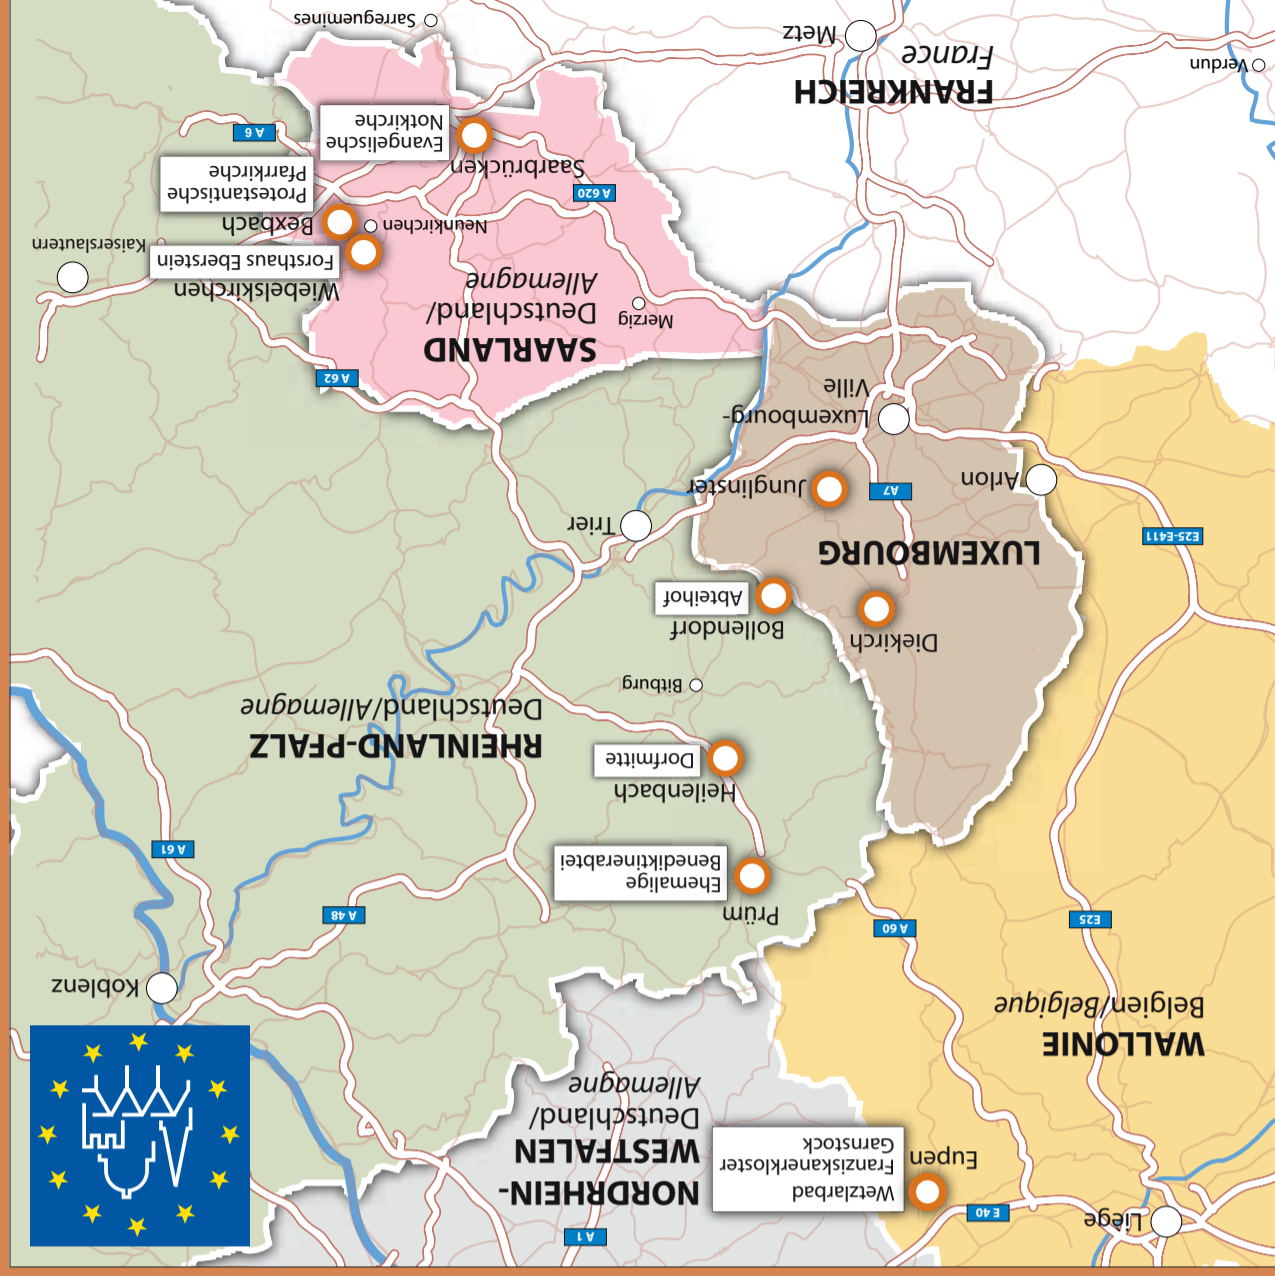 A 1
E 40
Liège
NORDRHEIN-
WESTFALEN
Deutschland/
Allemagne
Eupen
Wetzlarbad
Franziskanerkloster
Garnstock
WALLONIE
Belgien/Belgique
Koblenz
A 48
A 60
E25
Prüm
Ehemalige
Benediktinerabtei
A 61
Heilenbach
Dorfmitte
RHEINLAND-PFALZ
Deutschland/Allemagne
Bitburg
Diekirch
Bollendorf
Abteihof
LUXEMBOURG
E25-E411
Trier
Junglinster
A7
Arlon
Luxembourg-
Ville
A 62
SAARLAND
Deutschland/
Allemagne
Merzig
Wiebelskirchen
Forsthaus Eberstein
Kaiserslautern
Neunkirchen
Bexbach
Protestantische
Pfarrkirche
A 620
Saarbrücken
Evangelische
Notkirche
A 6
FRANKREICH
France
Verdun
Metz
Sarreguemines